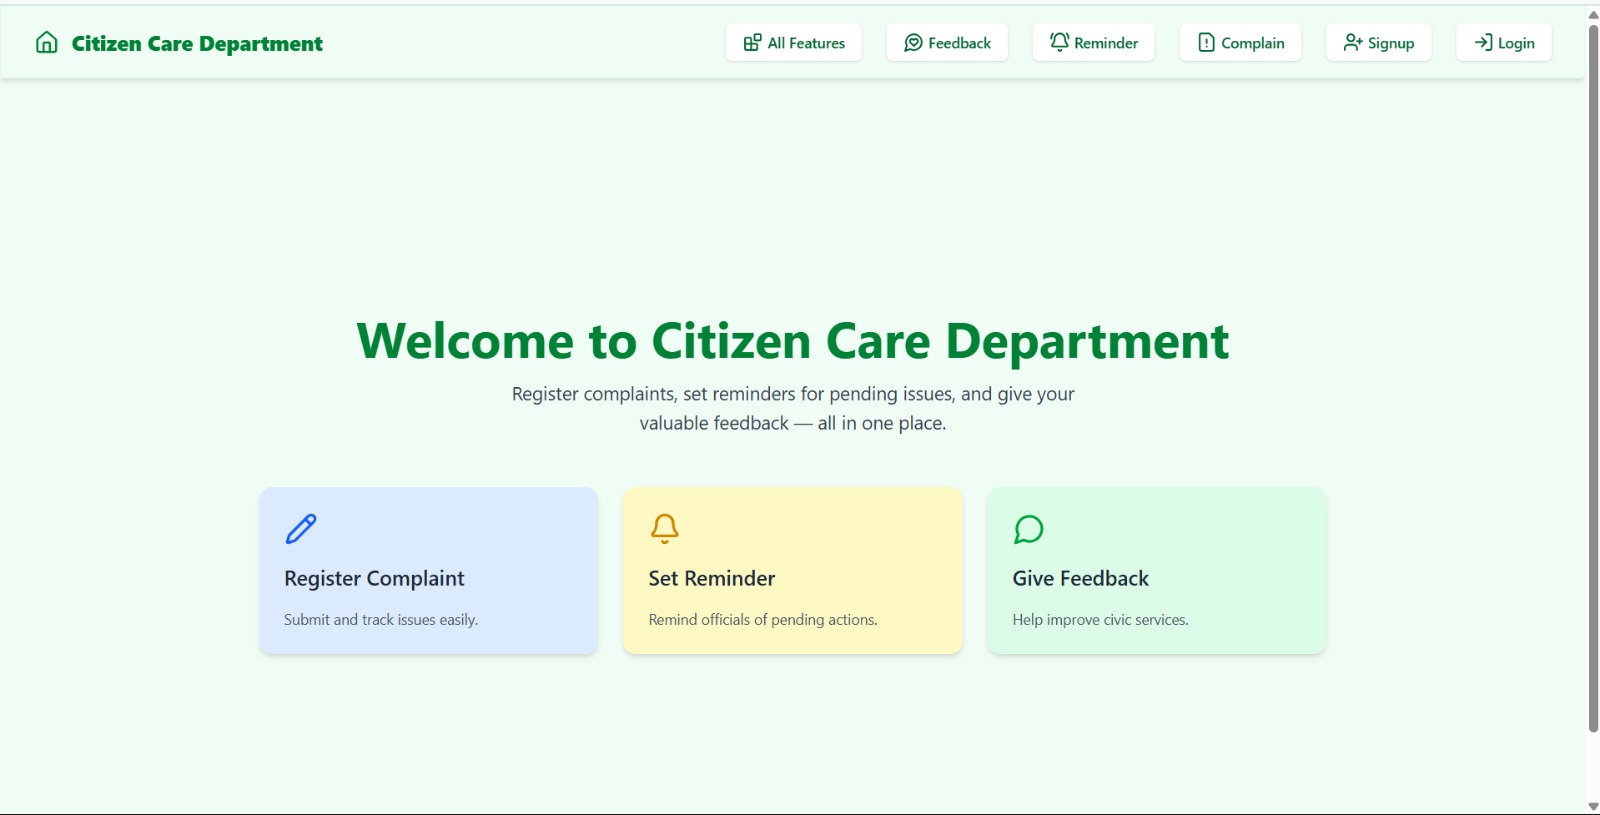 Citizen Care Department
All Features
Feedback
Reminder
Complain
Signup
Login
Welcome to Citizen Care Department
Register complaints, set reminders for pending issues, and give your
valuable feedback — all in one place.
Register Complaint
Submit and track issues easily.
Set Reminder
Remind officials of pending actions.
Give Feedback
Help improve civic services.